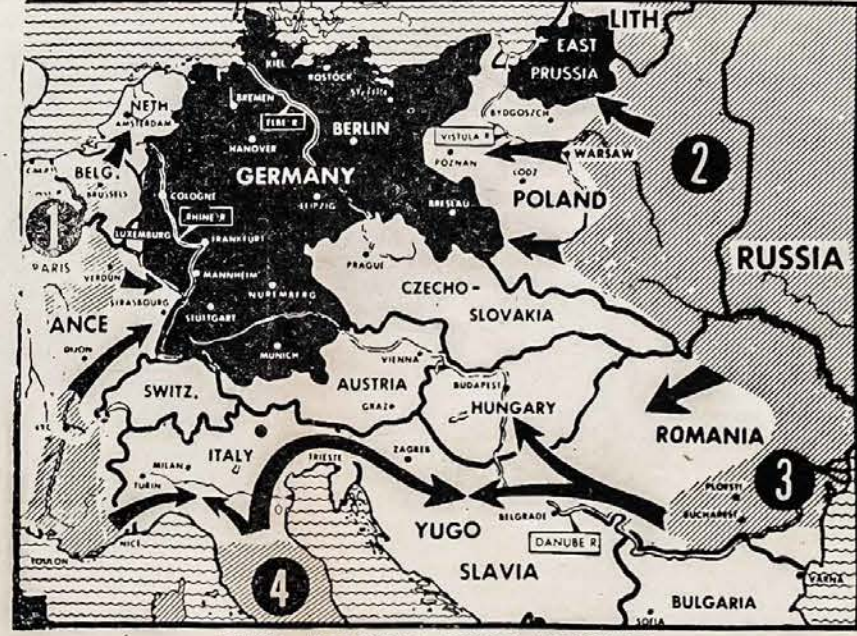 LITH
EAST
PRUSSIA
KIEL
ROSTOCK
NETH
AMSTERDAM
BREMEN
ELBE R
BERLIN
HANOVER
BYDGOSZCH
VISTULA R
POZNAN
WARSAW
2
BELG.
BRUSSELS
COLOGNE
GERMANY
LEIPZIG
LODZ
POLAND
BRESLAU
1
RHINE R
LUXEMBURG
FRANKFURT
PARIS
VERDUN
MANNHEIM
PRAGUE
RUSSIA
STRASBOURG
NUREMBERG
CZECHO-
SLOVAKIA
ANCE
STUTTGART
DIJON
MUNICH
VIENNA
SWITZ.
AUSTRIA
GRAZ
BUDAPEST
HUNGARY
ROMANIA
ITALY
ZAGREB
TRIESTE
MILAN
TURIN
3
PLOESTI
BUCHAREST
BELGRADE
YUGO
SLAVIA
DANUBE R
NICE
TOULON
4
VARNA
BULGARIA
SOFIA